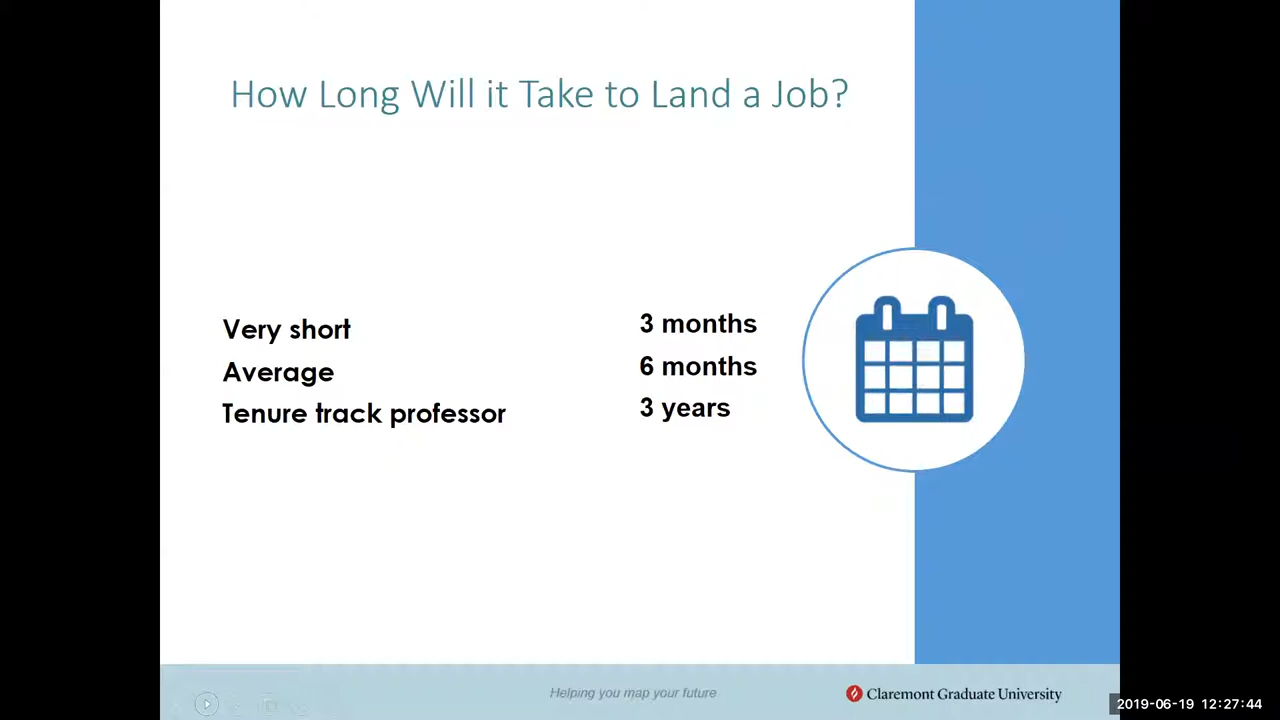 How Long Will it Take to Land a Job?
Very short 3 months
Average 6 months
Tenure track professor 3 years
Helping you map your future
Claremont Graduate University
2019-06-19 12:27:44